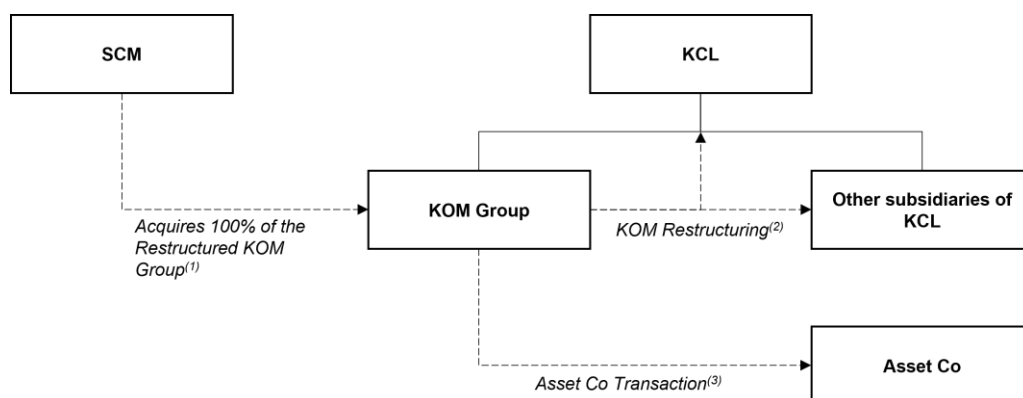 SCM
KCL
KOM Group
Other subsidiaries of
KCL
Acquires 100% of the
Restructured KOM
Group(1)
KOM Restructuring(2)
Asset Co
Asset Co Transaction(3)